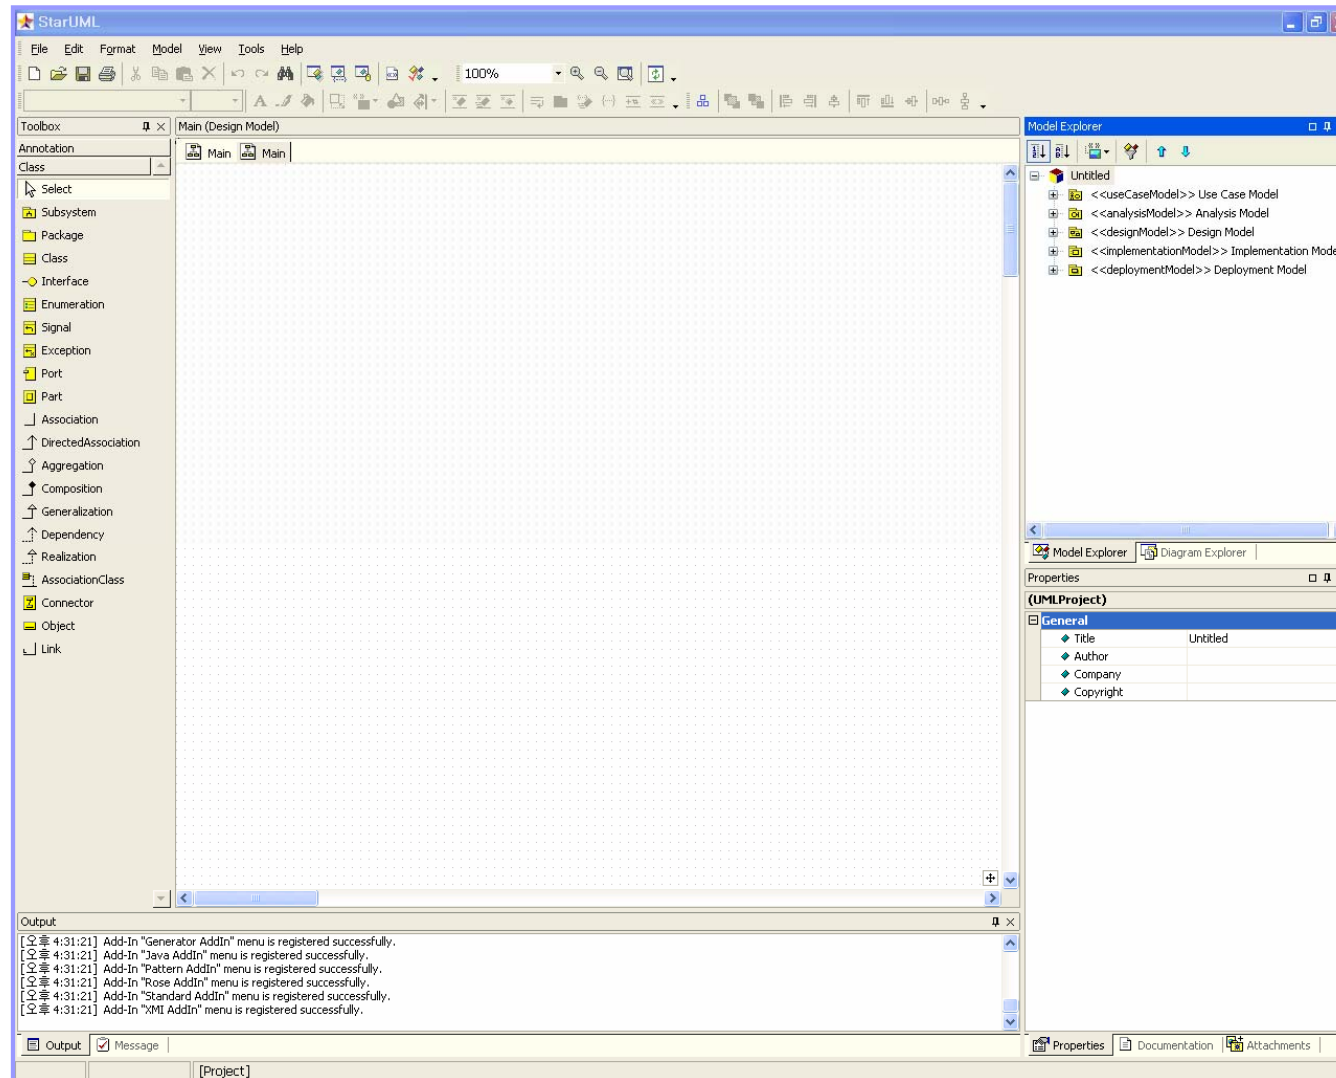 StarUML
File Edit Format Model View Tools Help
100%
Toolbox
Annotation
Class
Select
Subsystem
Package
Class
Interface
Enumeration
Signal
Exception
Port
Part
Association
DirectedAssociation
Aggregation
Composition
Generalization
Dependency
Realization
AssociationClass
Connector
Object
Link
Main (Design Model)
Main Main
Model Explorer
Untitled
<<useCaseModel>> Use Case Model
<<analysisModel>> Analysis Model
<<designModel>> Design Model
<<implementationModel>> Implementation Mode
<<deploymentModel>> Deployment Model
Model Explorer Diagram Explorer
Properties
(UMLProject)
General
Title Untitled
Author
Company
Copyright
Output
[오후 4:31:21] Add-In "Generator AddIn" menu is registered successfully.
[오후 4:31:21] Add-In "Java AddIn" menu is registered successfully.
[오후 4:31:21] Add-In "Pattern AddIn" menu is registered successfully.
[오후 4:31:21] Add-In "Rose AddIn" menu is registered successfully.
[오후 4:31:21] Add-In "Standard AddIn" menu is registered successfully.
[오후 4:31:21] Add-In "XMI AddIn" menu is registered successfully.
Output Message
Properties Documentation Attachments
[Project]